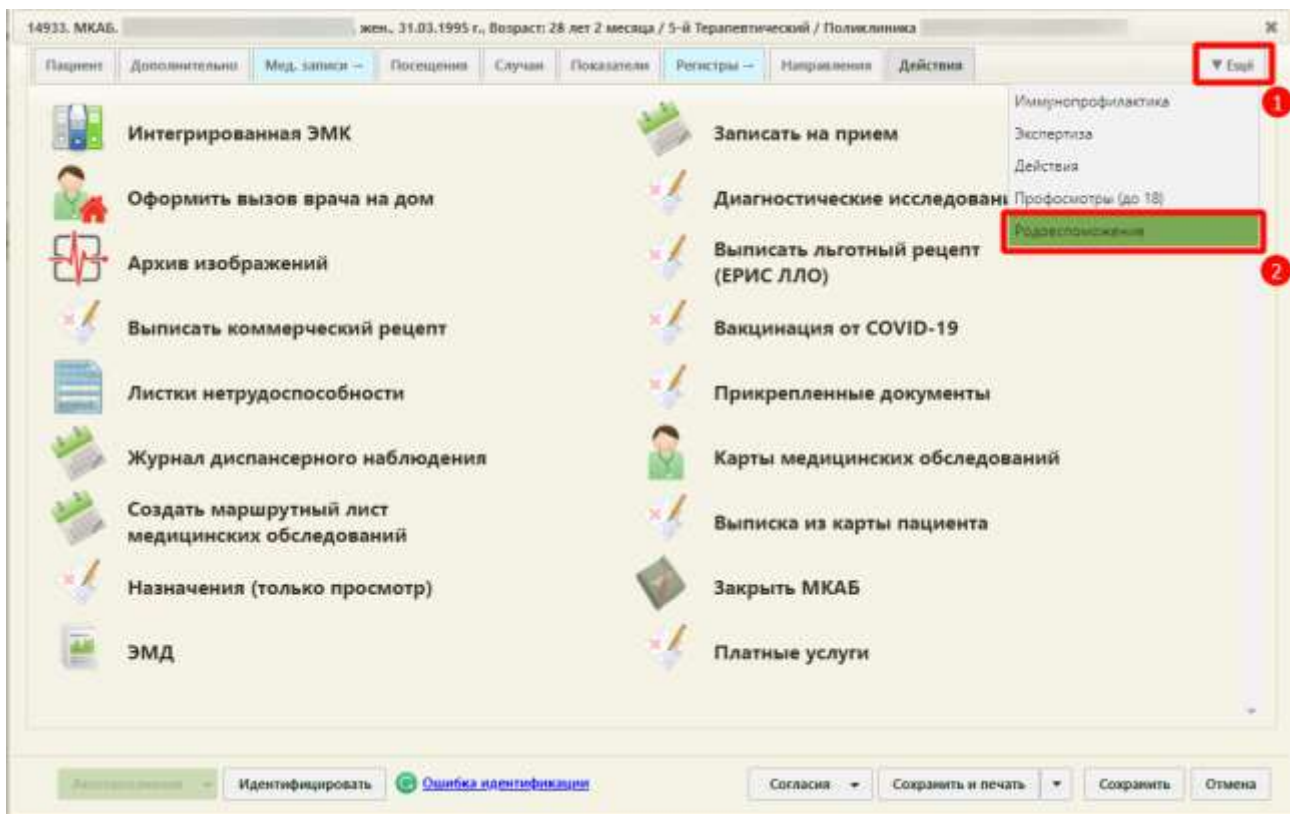 14933. МКАБ. , жен., 31.03.1995 г., Возраст: 28 лет 2 месяца / 5-й Терапевтический / Поликлиника
Пациент Дополнительно Мед. записи Посещения Случаи Показатели Регистры Направления Действия ▼ Ещё
1
Иммунопрофилактика
Экспертиза
Действия
Профосмотры (до 18)
Родовспоможение
2
Интегрированная ЭМК
Записать на прием
Оформить вызов врача на дом
Диагностические исследовани
Архив изображений
Выписать льготный рецепт
(ЕРИС ЛЛО)
Выписать коммерческий рецепт
Вакцинация от COVID-19
Листки нетрудоспособности
Прикрепленные документы
Журнал диспансерного наблюдения
Карты медицинских обследований
Создать маршрутный лист
медицинских обследований
Выписка из карты пациента
Назначения (только просмотр)
Закрыть МКАБ
ЭМД
Платные услуги
Идентифицировать Ошибка идентификации Согласия Сохранить и печать Сохранить Отмена